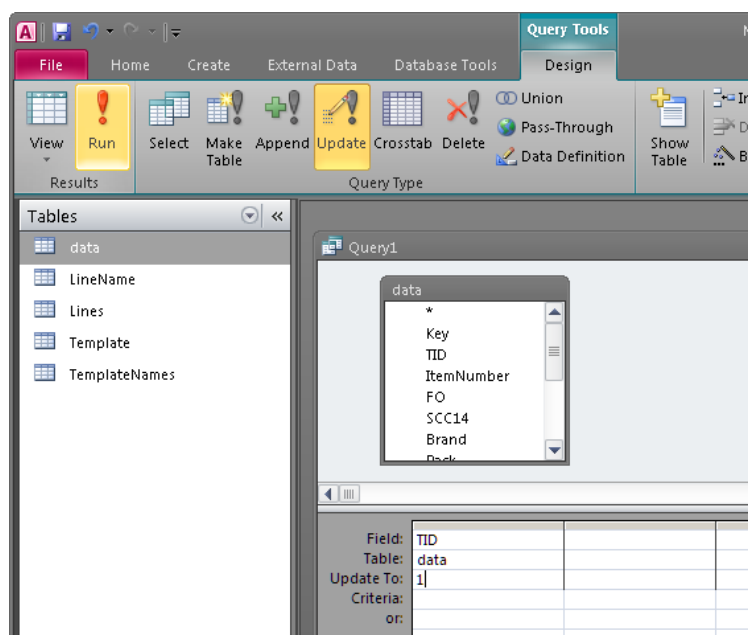 A
Query Tools
File Home Create External Data Database Tools Design
View Run Select Make Table Append Update Crosstab Delete
Union
Pass-Through
Data Definition
Show Table
Results Query Type
Tables «
data
LineName
Lines
Template
TemplateNames
Query1
data
*
Key
TID
ItemNumber
FO
SCC14
Brand
Pack
Field: TID
Table: data
Update To: 1
Criteria:
or: